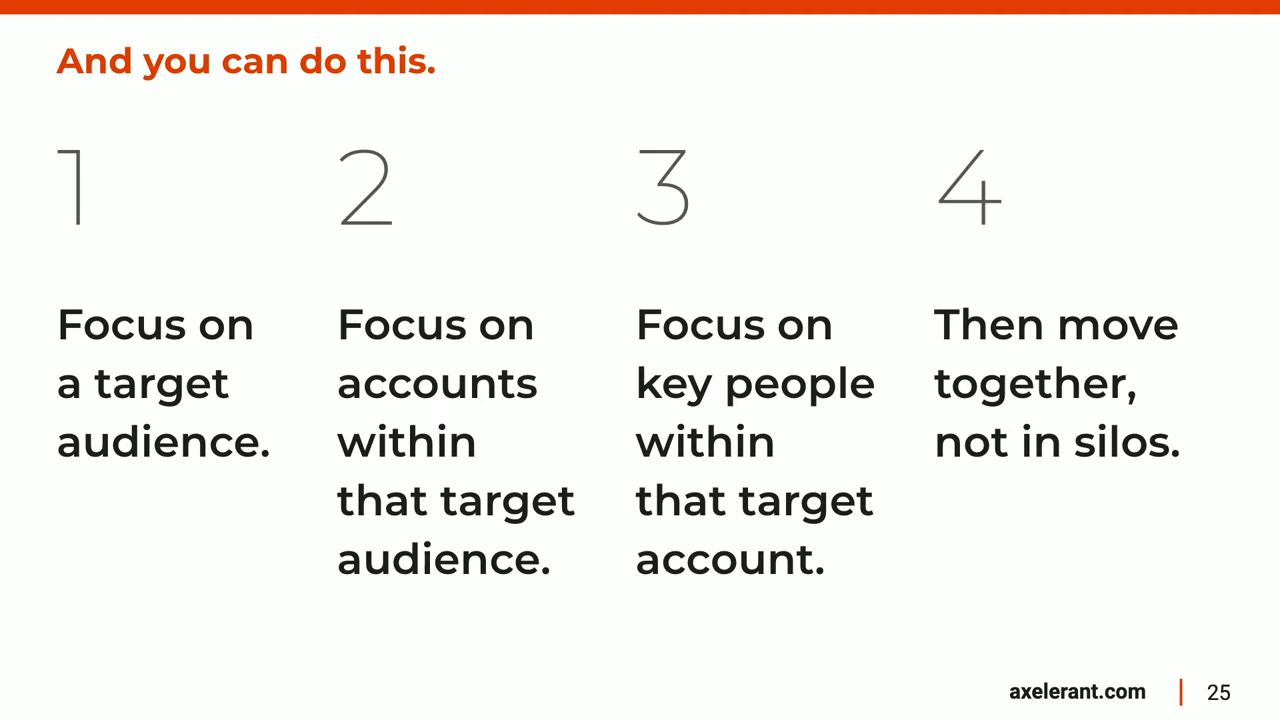 And you can do this.
1
Focus on
a target
audience.
2
Focus on
accounts
within
that target
audience.
3
Focus on
key people
within
that target
account.
4
Then move
together,
not in silos.
axelerant.com | 25